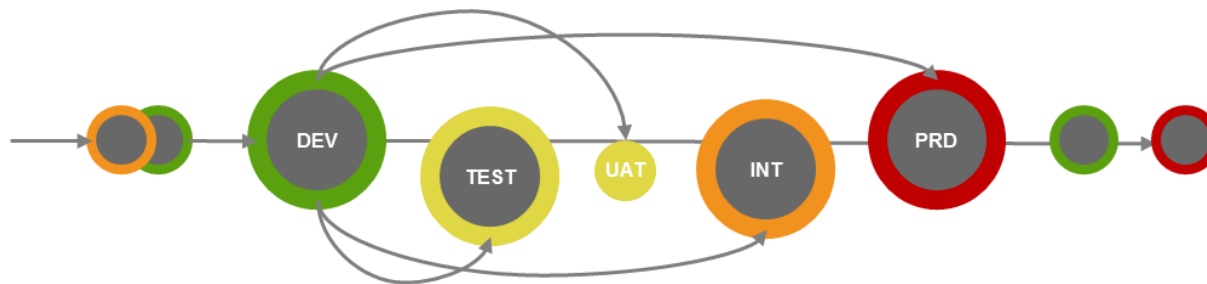 DEV
TEST
UAT
INT
PRD